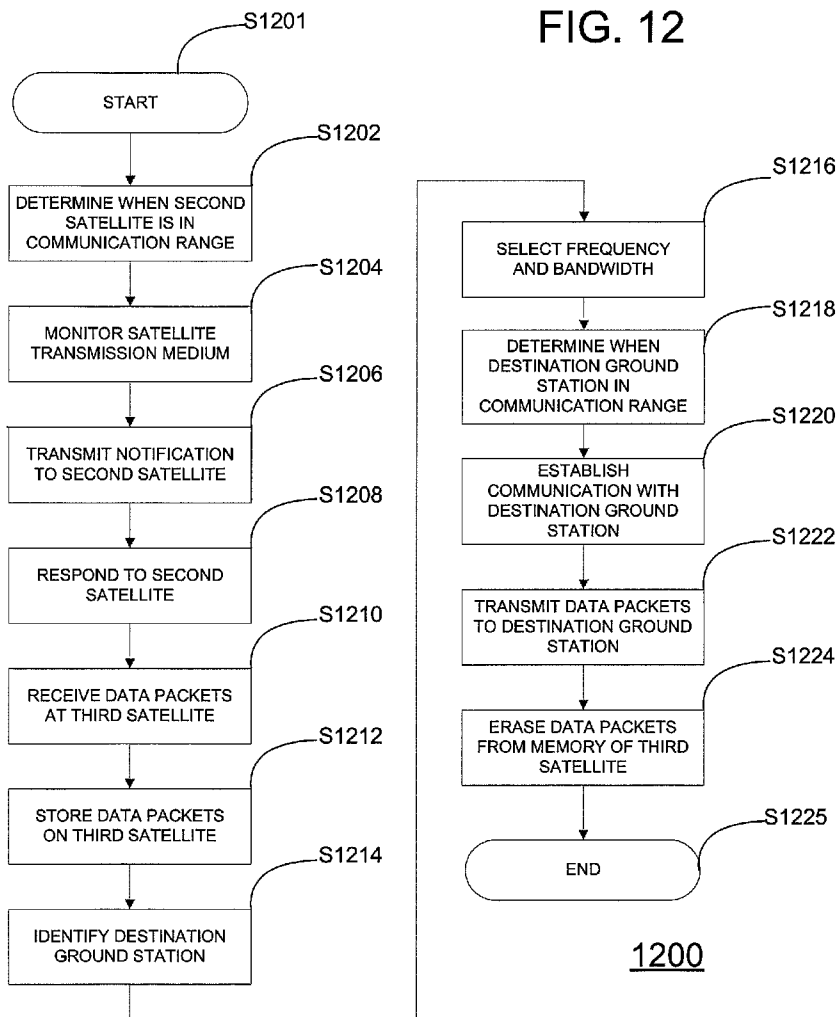 FIG. 12
S1201
START
S1202
DETERMINE WHEN SECOND
SATELLITE IS IN
COMMUNICATION RANGE
S1204
MONITOR SATELLITE
TRANSMISSION MEDIUM
S1206
TRANSMIT NOTIFICATION
TO SECOND SATELLITE
S1208
RESPOND TO SECOND
SATELLITE
S1210
RECEIVE DATA PACKETS
AT THIRD SATELLITE
S1212
STORE DATA PACKETS
ON THIRD SATELLITE
S1214
IDENTIFY DESTINATION
GROUND STATION
S1216
SELECT FREQUENCY
AND BANDWIDTH
S1218
DETERMINE WHEN
DESTINATION GROUND
STATION IN
COMMUNICATION RANGE
S1220
ESTABLISH
COMMUNICATION WITH
DESTINATION GROUND
STATION
S1222
TRANSMIT DATA PACKETS
TO DESTINATION GROUND
STATION
S1224
ERASE DATA PACKETS
FROM MEMORY OF THIRD
SATELLITE
S1225
END
1200